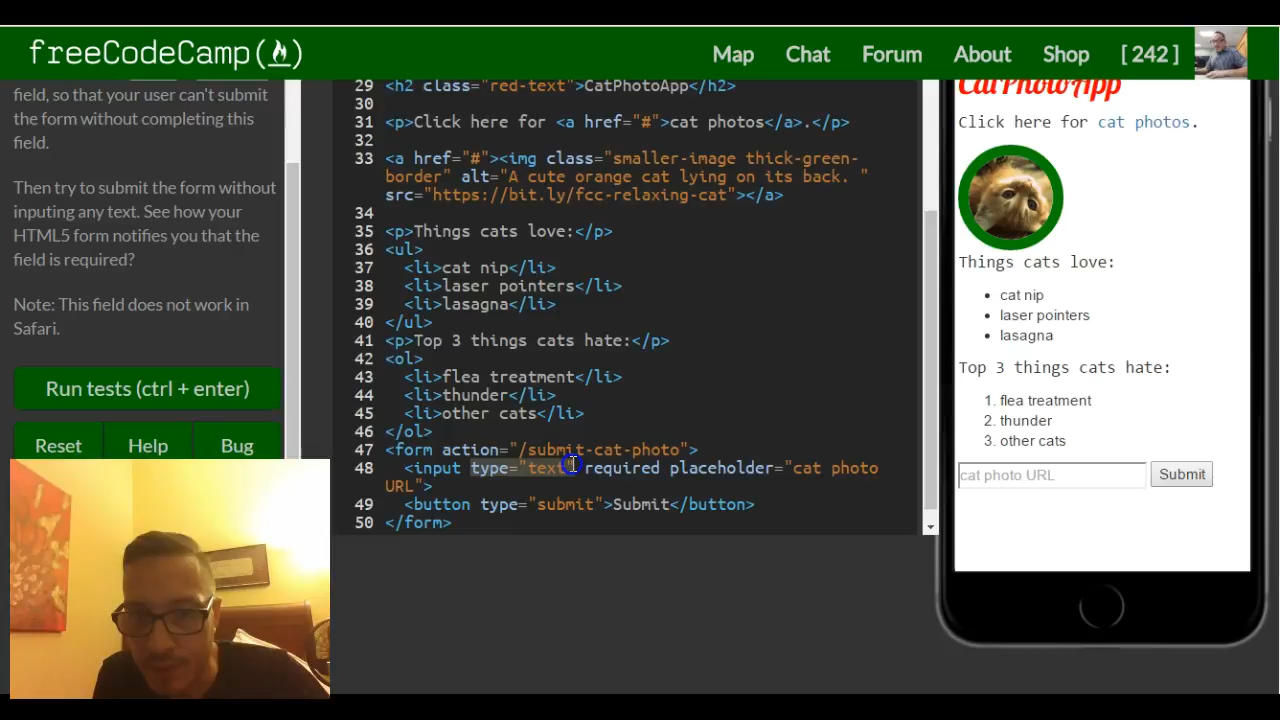 freeCodeCamp
Map Chat Forum About Shop [ 242 ]
field, so that your user can't submit
the form without completing this
field.
Then try to submit the form without
inputing any text. See how your
HTML5 form notifies you that the
field is required?
Note: This field does not work in
Safari.
Run tests (ctrl + enter)
Reset Help Bug
29 <h2 class="red-text">CatPhotoApp</h2>
30
31 <p>Click here for <a href="#">cat photos</a>.</p>
32
33 <a href="#"><img class="smaller-image thick-green-
border" alt="A cute orange cat lying on its back. "
src="https://bit.ly/fcc-relaxing-cat"></a>
34
35 <p>Things cats love:</p>
36 <ul>
37 <li>cat nip</li>
38 <li>laser pointers</li>
39 <li>lasagna</li>
40 </ul>
41 <p>Top 3 things cats hate:</p>
42 <ol>
43 <li>flea treatment</li>
44 <li>thunder</li>
45 <li>other cats</li>
46 </ol>
47 <form action="/submit-cat-photo">
48 <input type="text" required placeholder="cat photo
URL">
49 <button type="submit">Submit</button>
50 </form>
CatPhotoApp
Click here for cat photos.
Things cats love:
• cat nip
• laser pointers
• lasagna
Top 3 things cats hate:
1. flea treatment
2. thunder
3. other cats
cat photo URL Submit